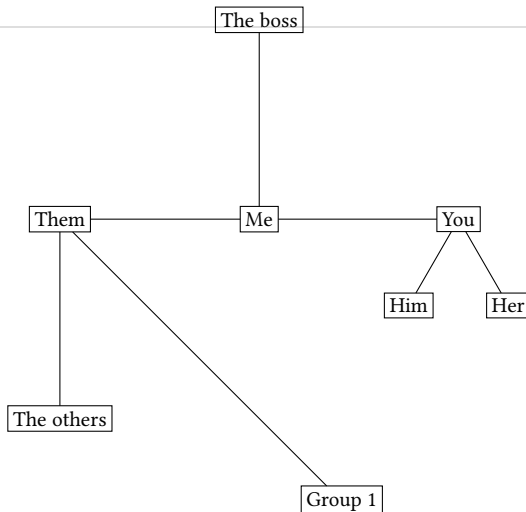 The boss
Them
Me
You
Him
Her
The others
Group 1